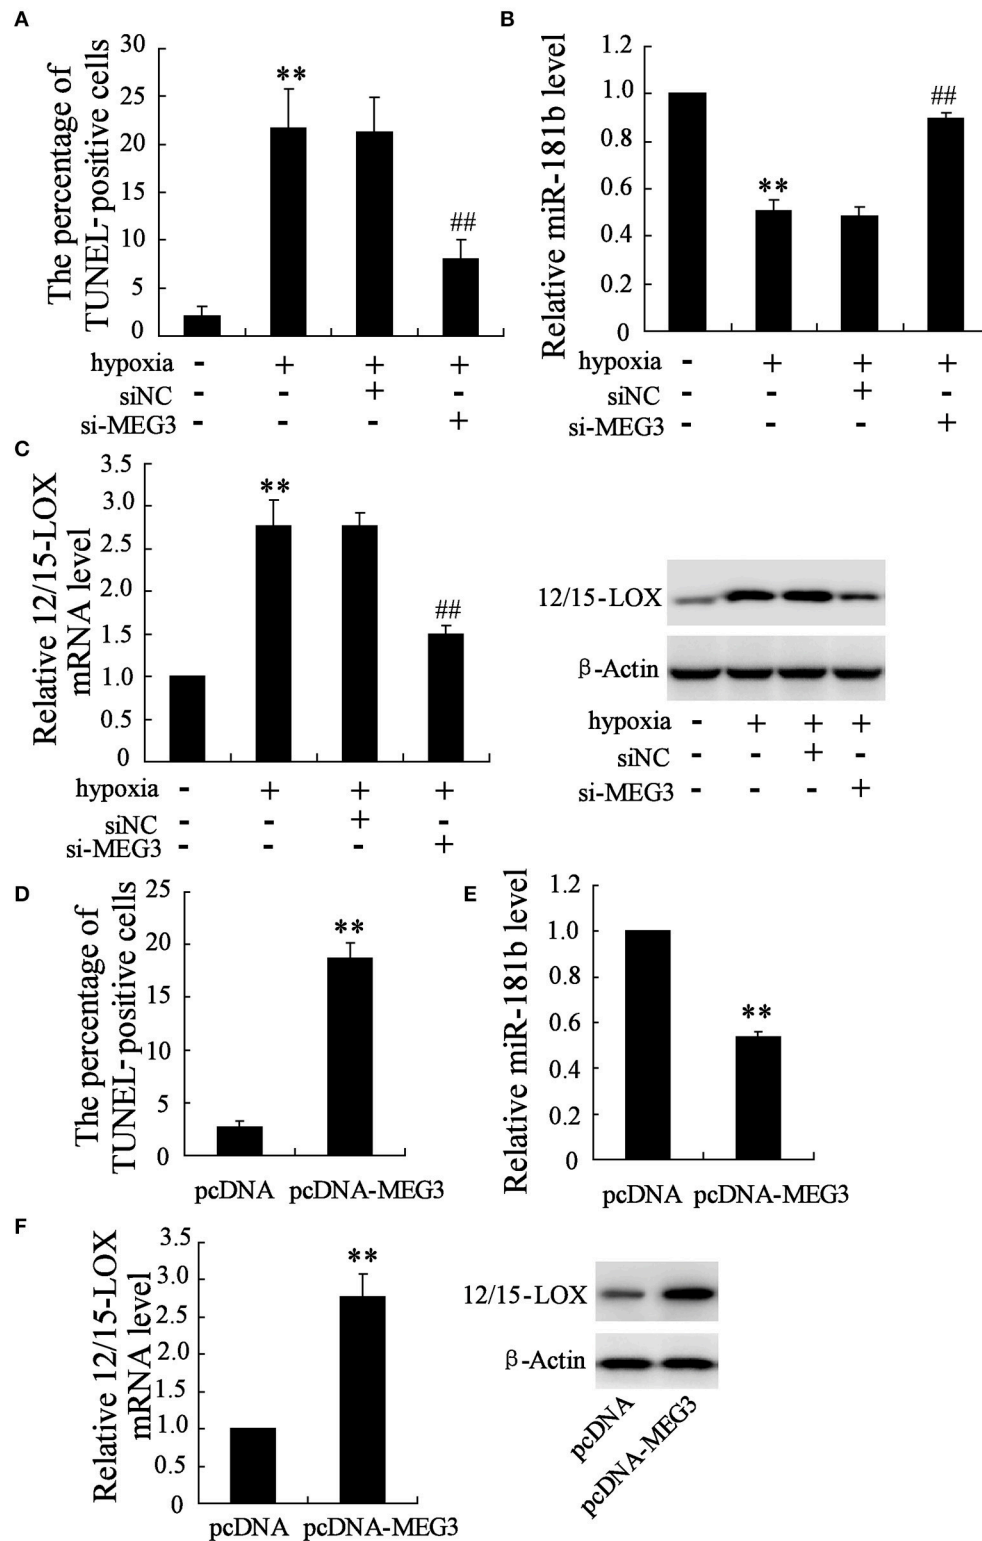 A
The percentage of
TUNEL-positive cells
30
25
20
15
10
5
0
**
##
hypoxia - + + +
siNC - - + -
si-MEG3 - - - +
B
Relative miR-181b level
1.2
1.0
0.8
0.6
0.4
0.2
0
**
##
hypoxia - + + +
siNC - - + -
si-MEG3 - - - +
C
Relative 12/15-LOX
mRNA level
3.5
3.0
2.5
2.0
1.5
1.0
0.5
0
**
##
hypoxia - + + +
siNC - - + -
si-MEG3 - - - +
12/15-LOX
β-Actin
hypoxia - + + +
siNC - - + -
si-MEG3 - - - +
D
The percentage of
TUNEL-positive cells
25
20
15
10
5
0
**
pcDNA pcDNA-MEG3
E
Relative miR-181b level
1.2
1.0
0.8
0.6
0.4
0.2
0
**
pcDNA pcDNA-MEG3
F
Relative 12/15-LOX
mRNA level
3.5
3.0
2.5
2.0
1.5
1.0
0.5
0
**
pcDNA pcDNA-MEG3
12/15-LOX
β-Actin
pcDNA
pcDNA-MEG3